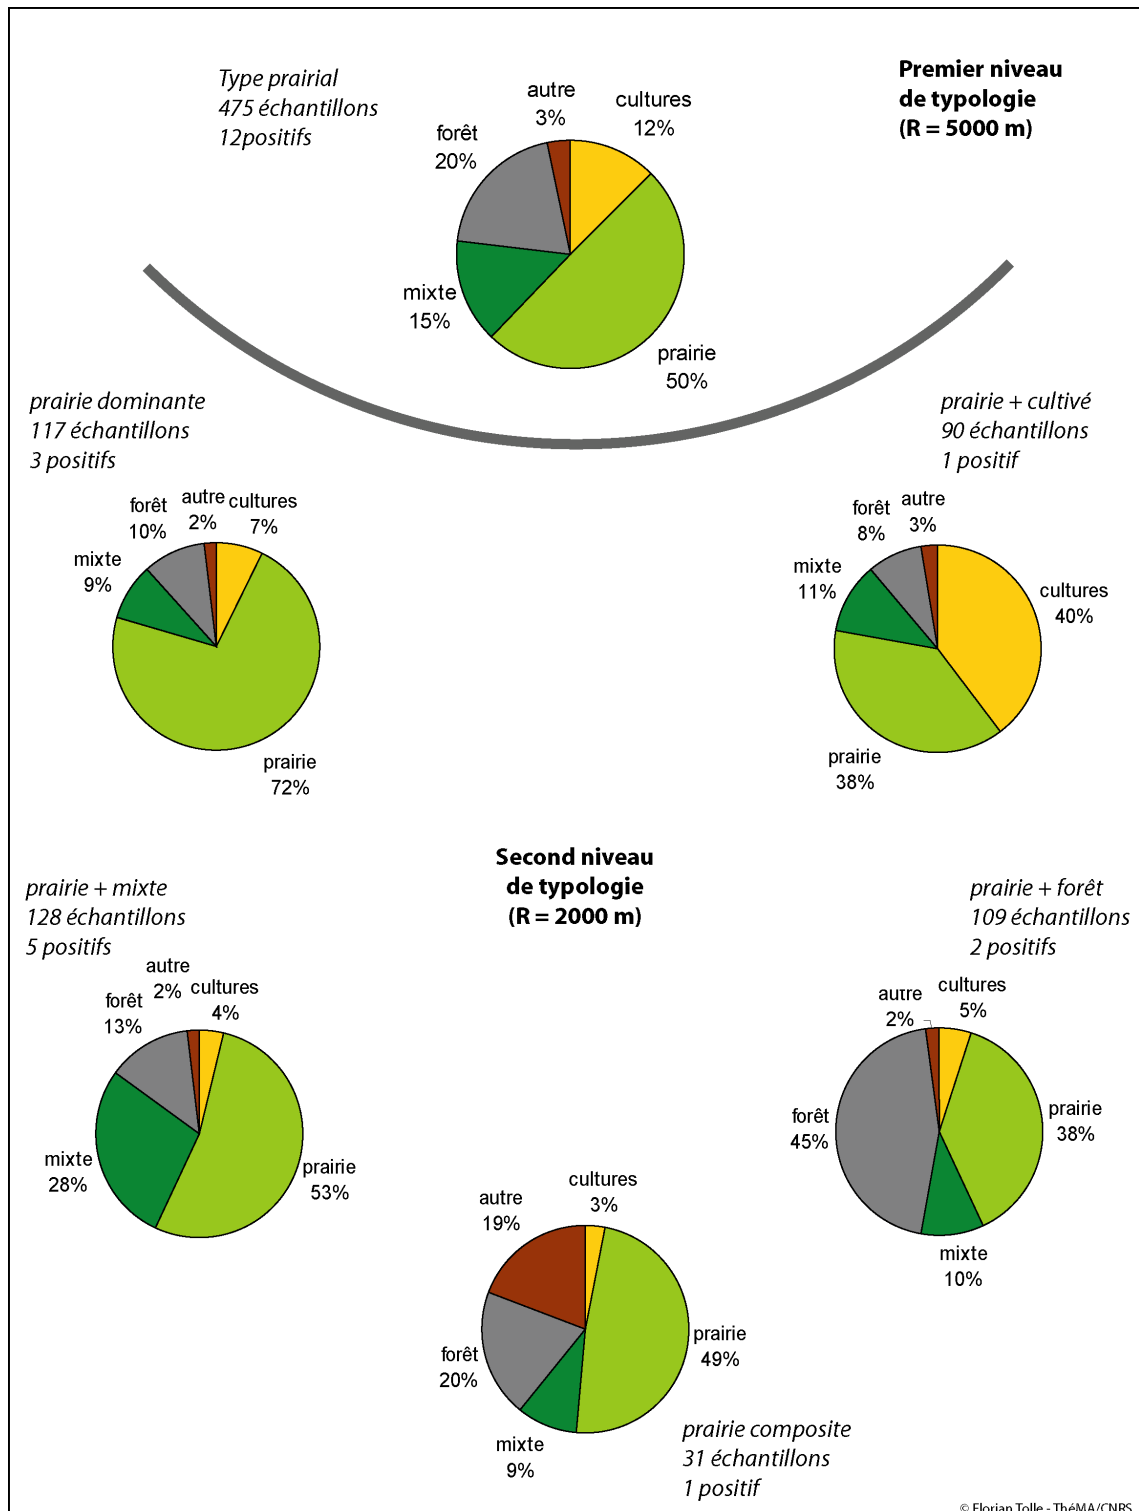 Type prairial
475 échantillons
12positifs
Premier niveau
de typologie
(R = 5000 m)
autre
3%
cultures
12%
forêt
20%
mixte
15%
prairie
50%
prairie dominante
117 échantillons
3 positifs
prairie + cultivé
90 échantillons
1 positif
forêt
10%
autre
2%
cultures
7%
mixte
9%
prairie
72%
forêt
8%
autre
3%
mixte
11%
cultures
40%
prairie
38%
Second niveau
de typologie
(R = 2000 m)
prairie + mixte
128 échantillons
5 positifs
prairie + forêt
109 échantillons
2 positifs
autre
2%
cultures
4%
forêt
13%
mixte
28%
prairie
53%
autre
2%
cultures
5%
forêt
45%
prairie
38%
mixte
10%
autre
19%
cultures
3%
forêt
20%
prairie
49%
mixte
9%
prairie composite
31 échantillons
1 positif
© Florian Tolle - ThéMA/CNRS